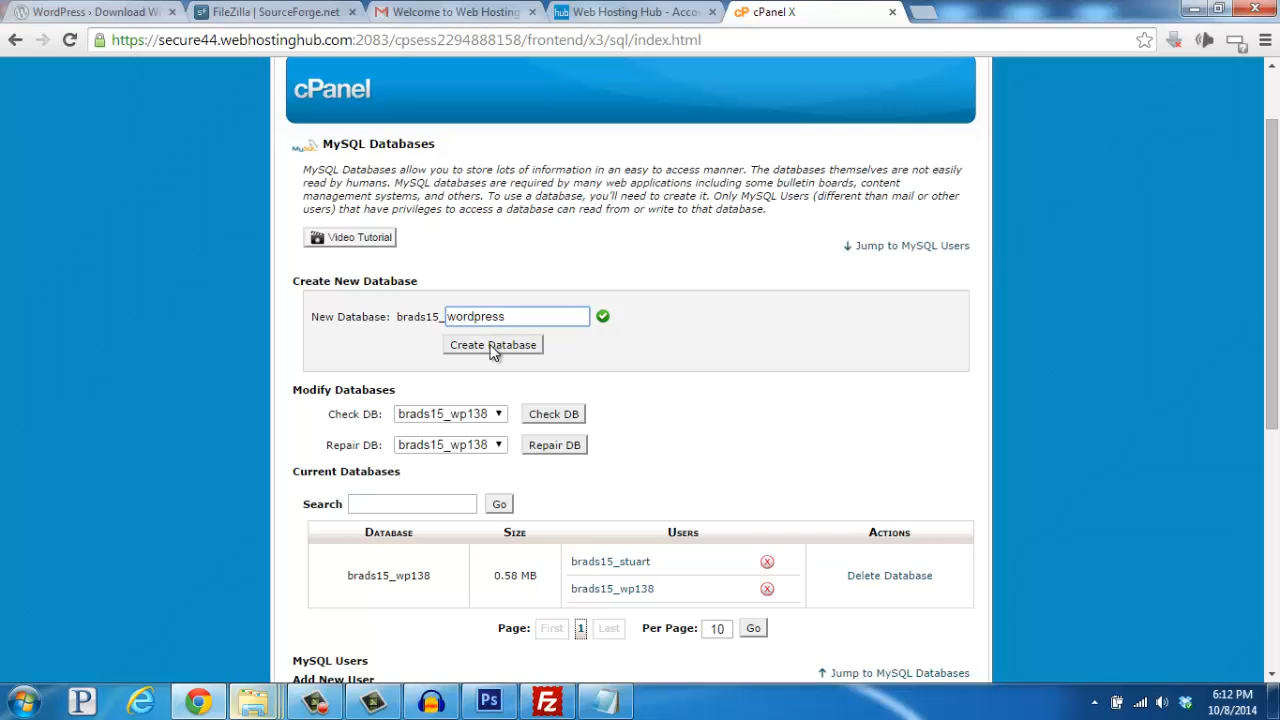 WordPress › Download W
FileZilla | SourceForge.net
Welcome to Web Hosting
hub
Web Hosting Hub - Acco
cP
cPanel X
https://secure44.webhostinghub.com:2083/cpsess2294888158/frontend/x3/sql/index.html
cPanel
MySQL Databases
MySQL Databases allow you to store lots of information in an easy to access manner. The databases themselves are not easily
read by humans. MySQL databases are required by many web applications including some bulletin boards, content
management systems, and others. To use a database, you'll need to create it. Only MySQL Users (different than mail or other
users) that have privileges to access a database can read from or write to that database.
Video Tutorial
Jump to MySQL Users
Create New Database
New Database: brads15_wordpress
Create Database
Modify Databases
Check DB: brads15_wp138 Check DB
Repair DB: brads15_wp138 Repair DB
Current Databases
Search Go
Database Size Users Actions
brads15_wp138 0.58 MB brads15_stuart Delete Database
brads15_wp138
Page: First 1 Last Per Page: 10 Go
MySQL Users
Jump to MySQL Databases
Add New User
P
Ps
Fz
6:12 PM
10/8/2014